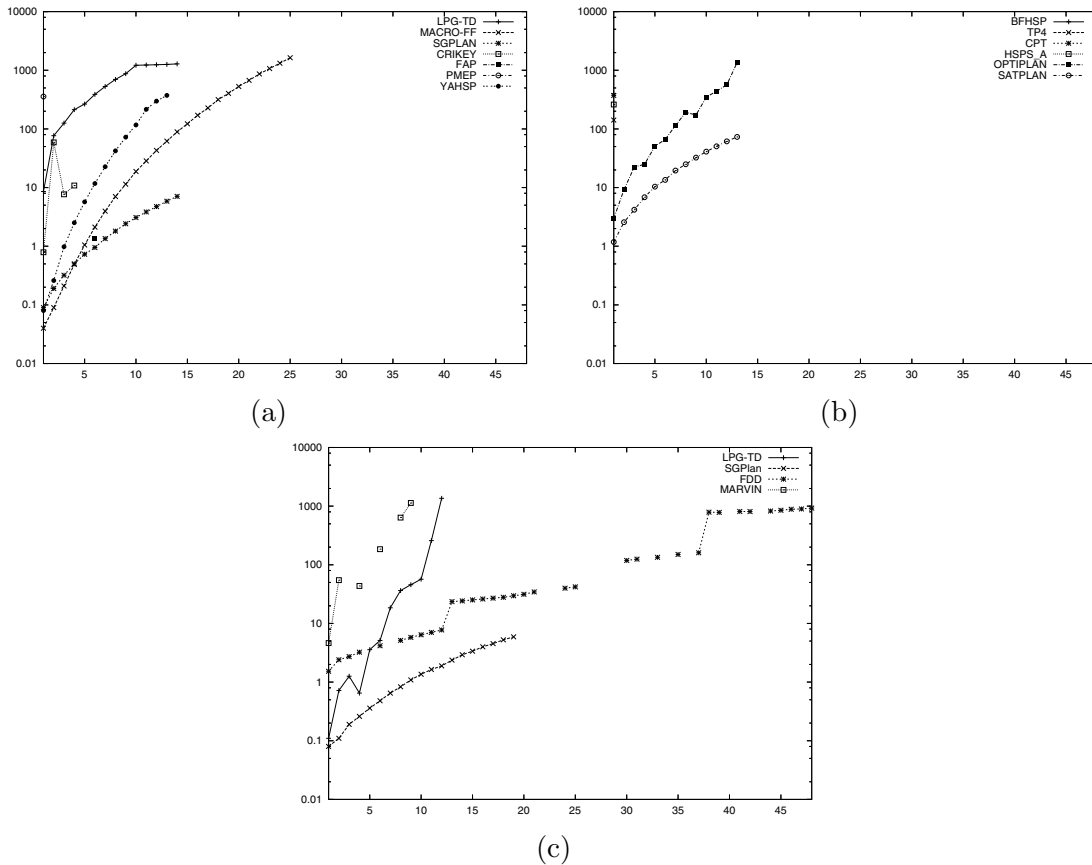 10000
1000
100
10
1
0.1
0.01
5 10 15 20 25 30 35 40 45
LPG-TD
MACRO-FF
SGPLAN
CRIKEY
FAP
PMEP
YAHSP
(a)
10000
1000
100
10
1
0.1
0.01
5 10 15 20 25 30 35 40 45
BFHSP
TP4
CPT
HSPS_A
OPTIPLAN
SATPLAN
(b)
10000
1000
100
10
1
0.1
0.01
5 10 15 20 25 30 35 40 45
LPG-TD
SGPlan
FDD
MARVIN
(c)